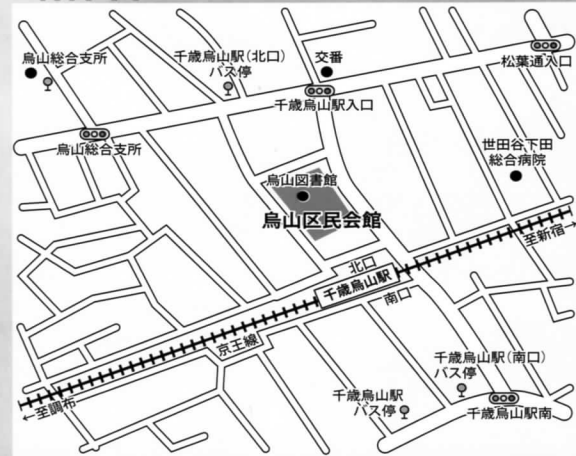 烏山総合支所
千歳烏山駅(北口)
バス停
交番
松葉通入口
千歳烏山駅入口
烏山総合支所
世田谷下田
総合病院
烏山図書館
烏山区民会館
至新宿→
北口
千歳烏山駅
南口
京王線
←至調布
千歳烏山駅(南口)
バス停
千歳烏山駅
バス停
千歳烏山駅南